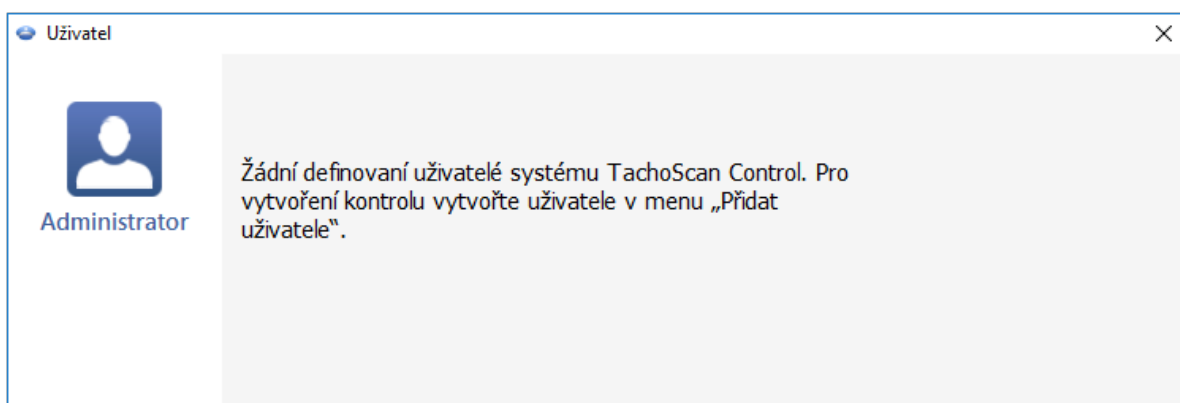 Uživatel
Žádní definovaní uživatelé systému TachoScan Control. Pro
vytvoření kontrolu vytvořte uživatele v menu „Přidat
uživatele“.
Administrator